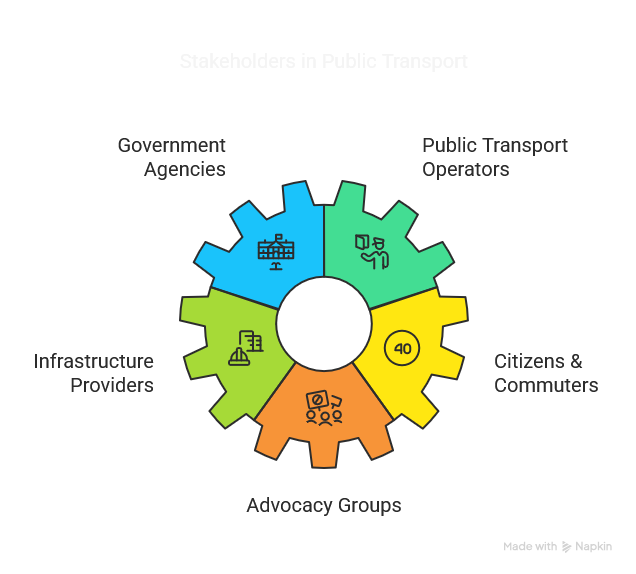 Stakeholders in Public Transport
Government
Agencies
Public Transport
Operators
40
Infrastructure
Providers
Citizens &
Commuters
Advocacy Groups
Made with Napkin